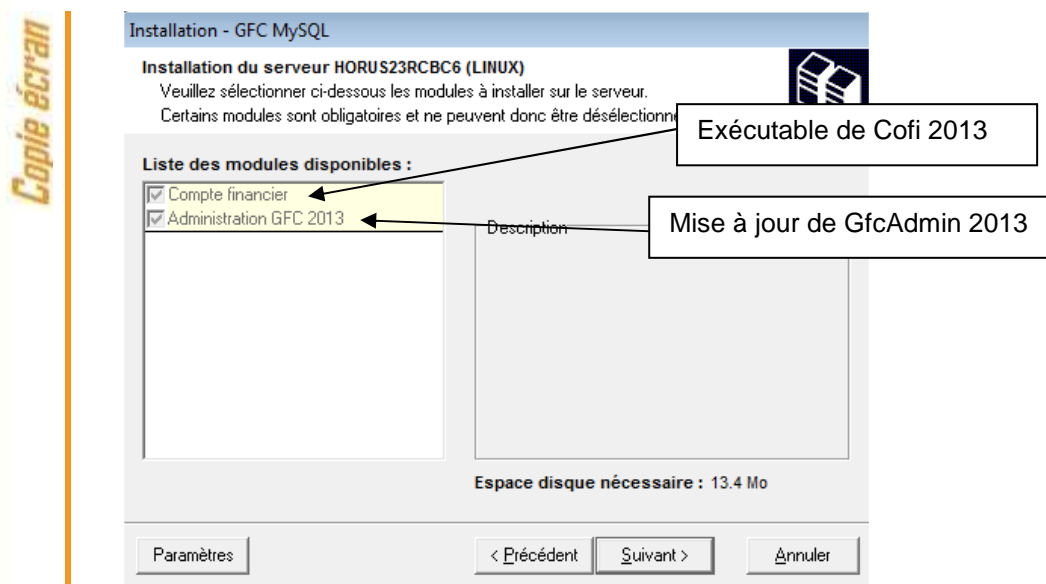 Copie écran
Installation - GFC MySQL
Installation du serveur HORUS23RCBC6 (LINUX)
Veuillez sélectionner ci-dessous les modules à installer sur le serveur.
Certains modules sont obligatoires et ne peuvent donc être désélectionn
Exécutable de Cofi 2013
Liste des modules disponibles :
Compte financier
Administration GFC 2013
Description
Mise à jour de GfcAdmin 2013
Espace disque nécessaire : 13.4 Mo
Paramètres
< Précédent
Suivant >
Annuler